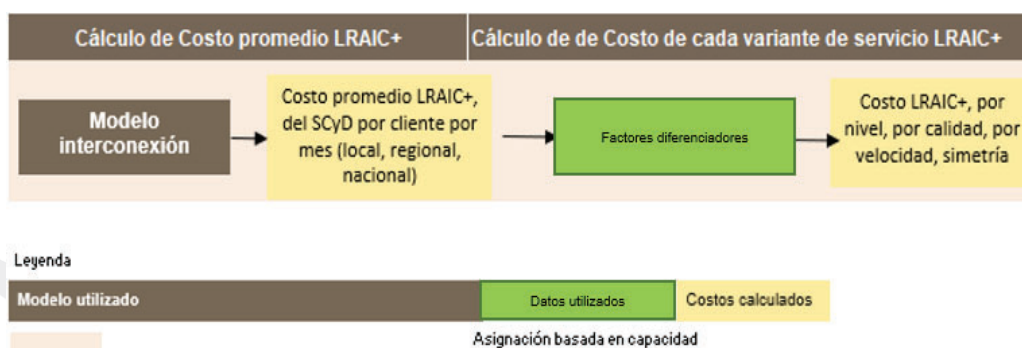 Cálculo de Costo promedio LRAIC+
Cálculo de de Costo de cada variante de servicio LRAIC+
Modelo
interconexión
Costo promedio LRAIC+,
del SCyD por cliente por
mes (local, regional,
nacional)
Factores diferenciadores
Costo LRAIC+, por
nivel, por calidad, por
velocidad, simetría
Leyenda
Modelo utilizado
Datos utilizados
Costos calculados
Asignación basada en capacidad